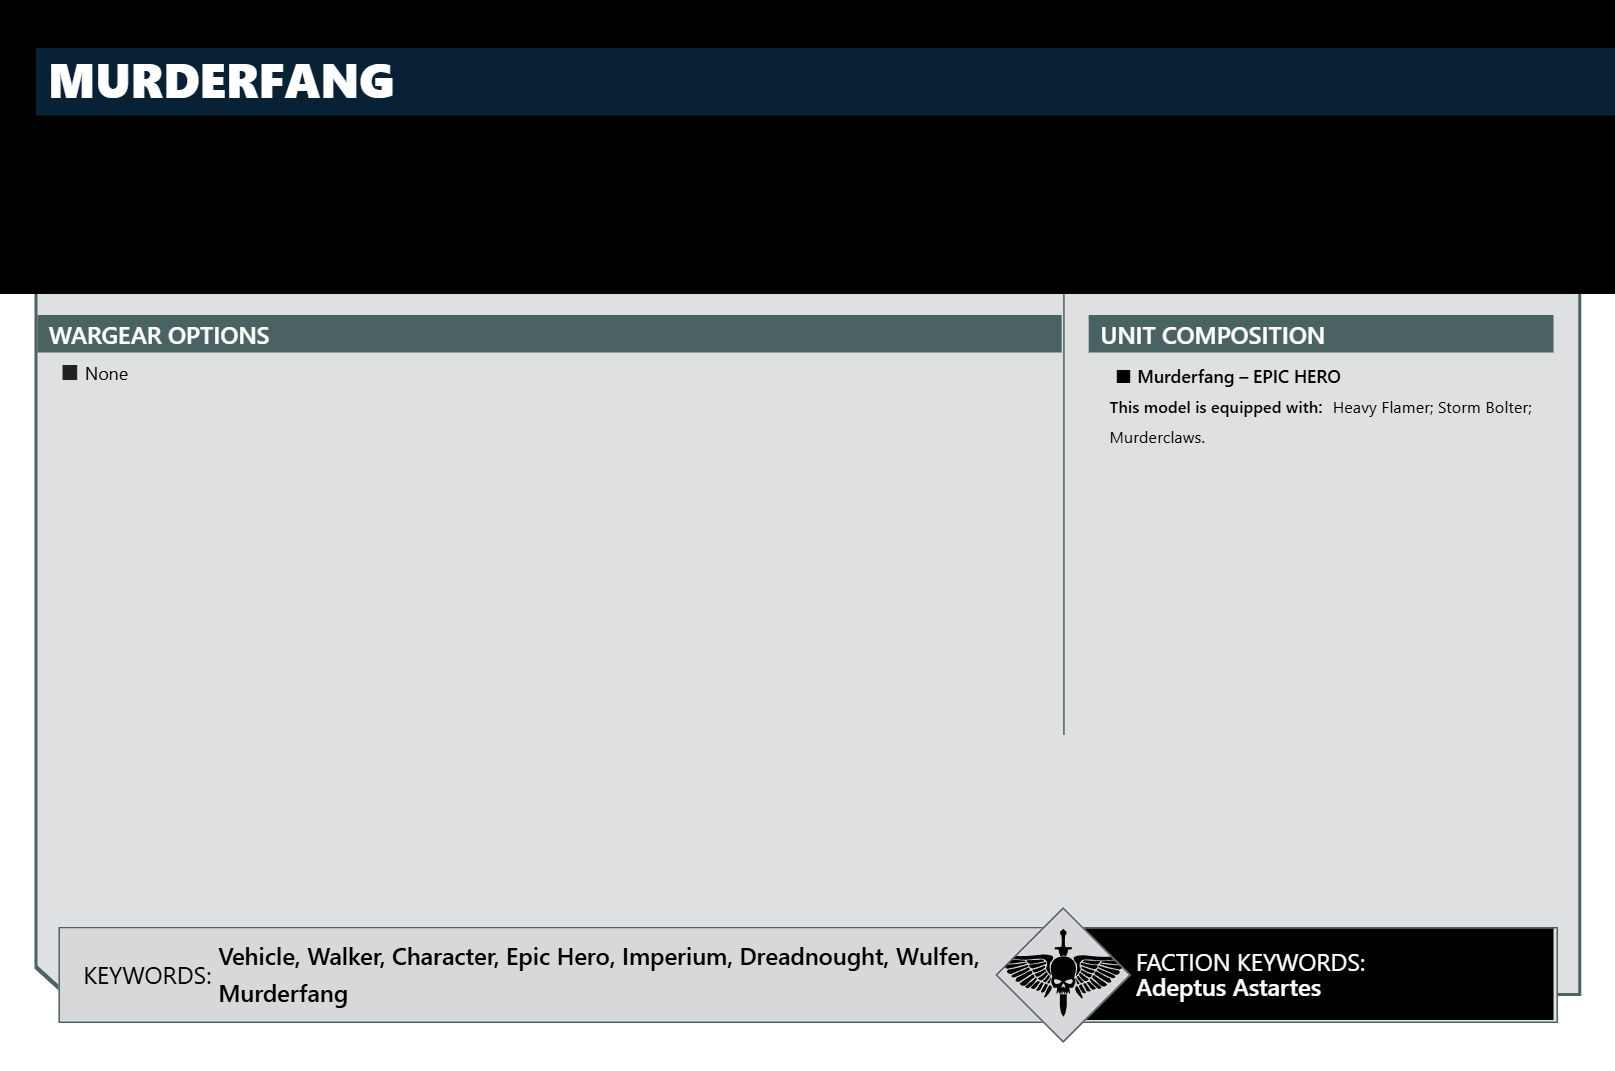 MURDERFANG
WARGEAR OPTIONS
■ None
UNIT COMPOSITION
■ Murderfang – EPIC HERO
This model is equipped with: Heavy Flamer; Storm Bolter;
Murderclaws.
KEYWORDS:
Vehicle, Walker, Character, Epic Hero, Imperium, Dreadnought, Wulfen,
Murderfang
FACTION KEYWORDS:
Adeptus Astartes